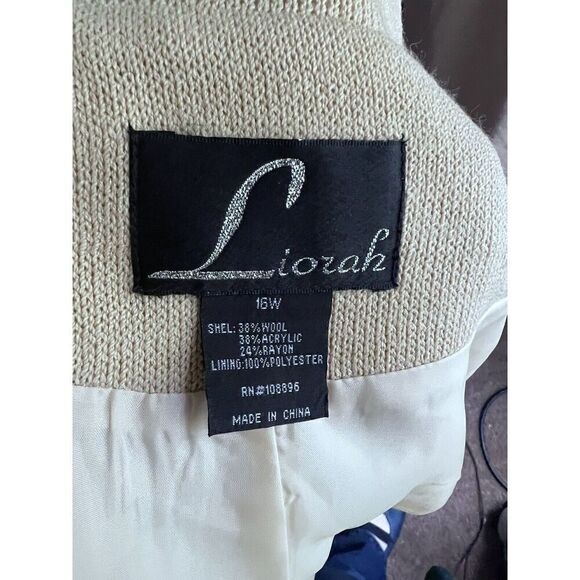 Liorah
16W
SHEL: 38%WOOL
38%ACRYLIC
24%RAYON
LINING:100%POLYESTER
RN#108896
MADE IN CHINA